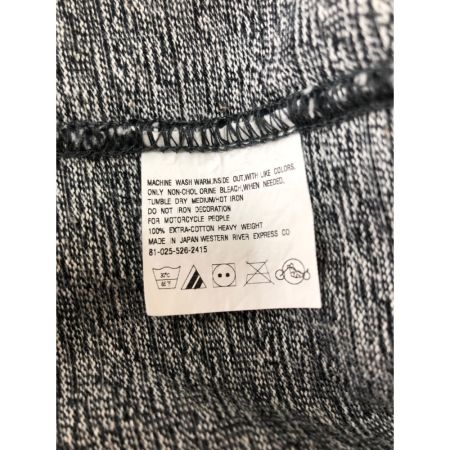 MACHINE WASH WARM,INSIDE OUT,WITH LIKE COLORS,
ONLY NON-CHOLORINE BLEACH,WHEN NEEDED,
TUMBLE DRY MEDIUM/HOT IRON
DO NOT IRON DECORATION
FOR MOTORCYCLE PEOPLE
100% EXTRA-COTTON HEAVY WEIGHT
MADE IN JAPAN WESTERN RIVER EXPRESS CO
81-025-526-2415